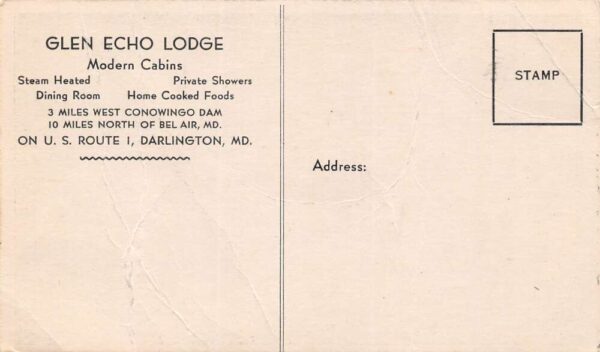 GLEN ECHO LODGE
Modern Cabins
Steam Heated Private Showers
Dining Room Home Cooked Foods
3 MILES WEST CONOWINGO DAM
10 MILES NORTH OF BEL AIR, MD.
ON U. S. ROUTE 1, DARLINGTON, MD.
STAMP
Address: